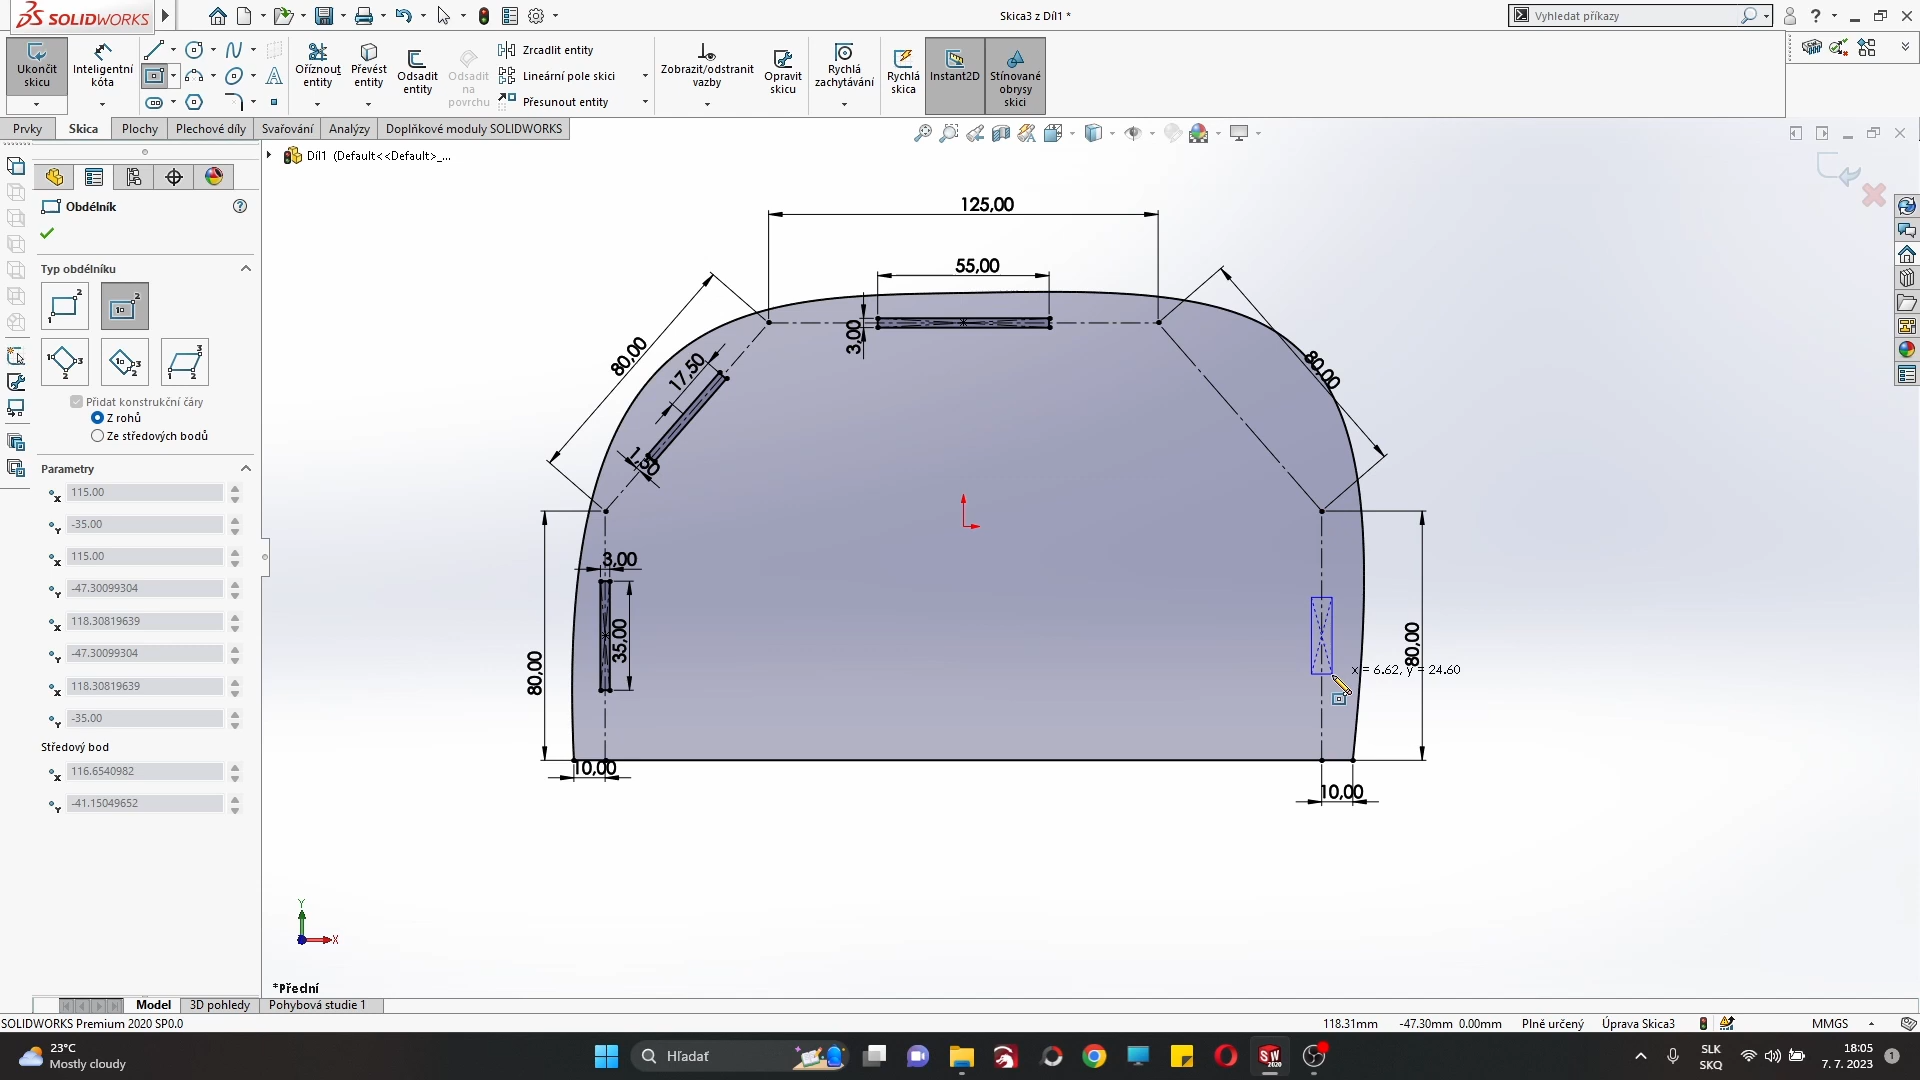 SOLIDWORKS
Skica3 z Díl1 *
Vyhledat příkazy
Ukončit skicu
Inteligentní kóta
Oříznout entity
Převést entity
Odsadit entity
Odsadit na povrchu
Zrcadlit entity
Lineární pole skici
Přesunout entity
Zobrazit/odstranit vazby
Opravit skicu
Rychlá zachytávání
Rychlá skica
Instant2D
Stínované obrysy skici
Prvky
Skica
Plochy
Plechové díly
Svařování
Analýzy
Doplňkové moduly SOLIDWORKS
Díl1 (Default<<Default>_...
Obdélník
Typ obdélníku
Přidat konstrukční čáry
Z rohů
Ze středových bodů
Parametry
115.00
-35.00
115.00
-47.30099304
118.30819639
-47.30099304
118.30819639
-35.00
Středový bod
116.6540982
-41.15049652
125,00
55,00
3,00
80,00
17,50
1,50
80,00
3,00
35,00
80,00
10,00
80,00
x = 6.62, y = 24.60
10,00
Y
X
*Přední
Model
3D pohledy
Pohybová studie 1
SOLIDWORKS Premium 2020 SP0.0
118.31mm
-47.30mm 0.00mm
Plně určený
Úprava Skica3
MMGS
23°C
Mostly cloudy
Hľadať
SLK
SKQ
18:05
7. 7. 2023
1